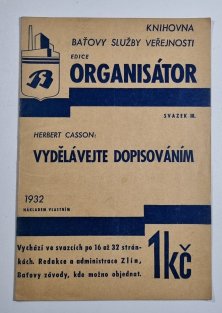 KNIHOVNA
BAŤOVY SLUŽBY VEŘEJNOSTI
EDICE
ORGANISÁTOR
B
SVAZEK III.
HERBERT CASSON:
VYDĚLÁVEJTE DOPISOVÁNÍM
1932
NÁKLADEM VLASTNÍM
Vychází ve svazcích po 16 až 32 strán-
kách. Redakce a administrace Zlín,
Baťovy závody, kde možno objednat.
1kč